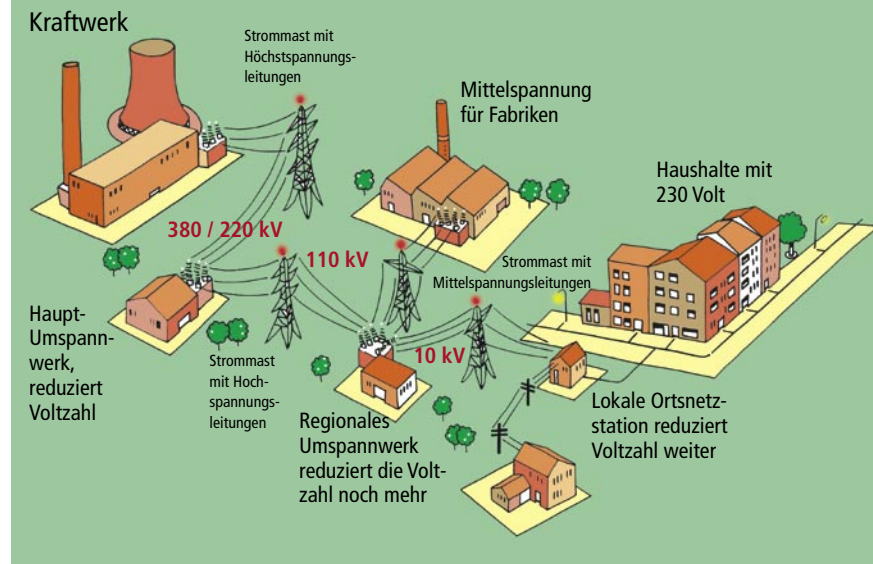 Kraftwerk
Strommast mit
Höchstspannungs-
leitungen
Mittelspannung
für Fabriken
Haushalte mit
230 Volt
380 / 220 kV
110 kV
Strommast mit
Mittelspannungsleitungen
Haupt-
Umspann-
werk,
reduziert
Voltzahl
Strommast
mit Hoch-
spannungs-
leitungen
10 kV
Regionales
Umspannwerk
reduziert die Volt-
zahl noch mehr
Lokale Ortsnetz-
station reduziert
Voltzahl weiter